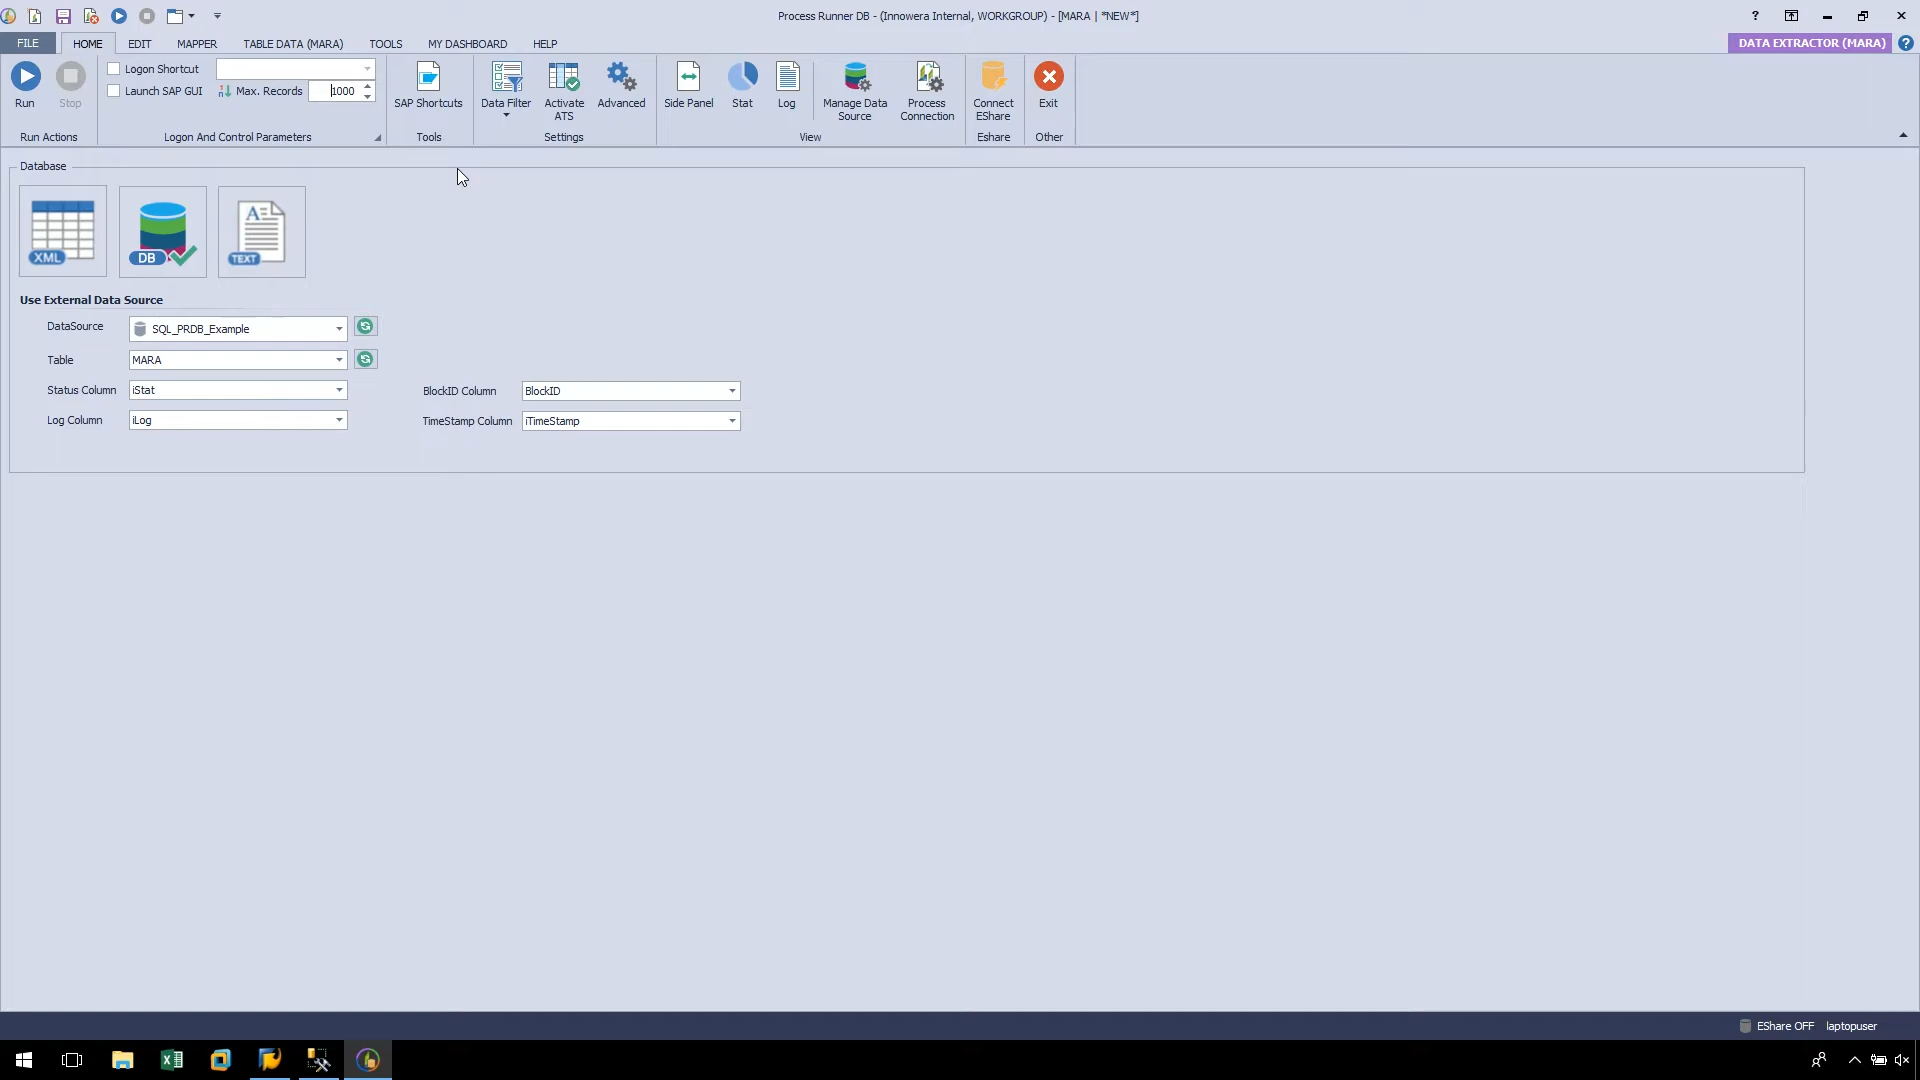 Process Runner DB - (Innowera Internal, WORKGROUP) - [MARA | *NEW*]
?
FILE HOME EDIT MAPPER TABLE DATA (MARA) TOOLS MY DASHBOARD HELP DATA EXTRACTOR (MARA) ?
Logon Shortcut
Launch SAP GUI Max. Records 1000
Run Stop
Run Actions
Logon And Control Parameters
SAP Shortcuts
Tools
Data Filter Activate ATS Advanced
Settings
Side Panel Stat Log Manage Data Source Process Connection
View
Connect EShare
Eshare
Exit
Other
Database
XML DB TEXT
Use External Data Source
DataSource SQL_PRDB_Example
Table MARA
Status Column iStat BlockID Column BlockID
Log Column iLog TimeStamp Column iTimeStamp
EShare OFF laptopuser